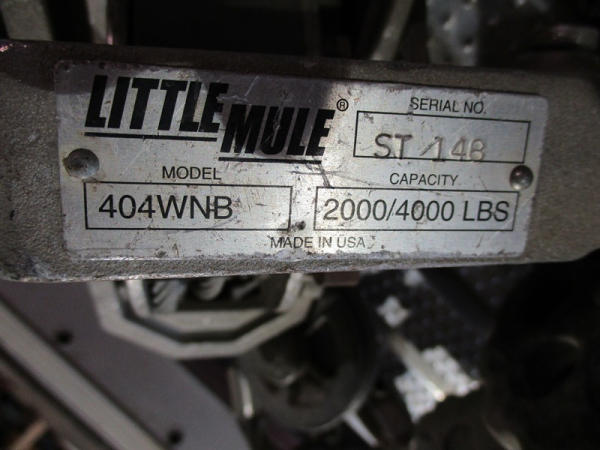 LITTLE MULE ®
SERIAL NO.
ST 148
MODEL
404WNB
CAPACITY
2000/4000 LBS
MADE IN USA